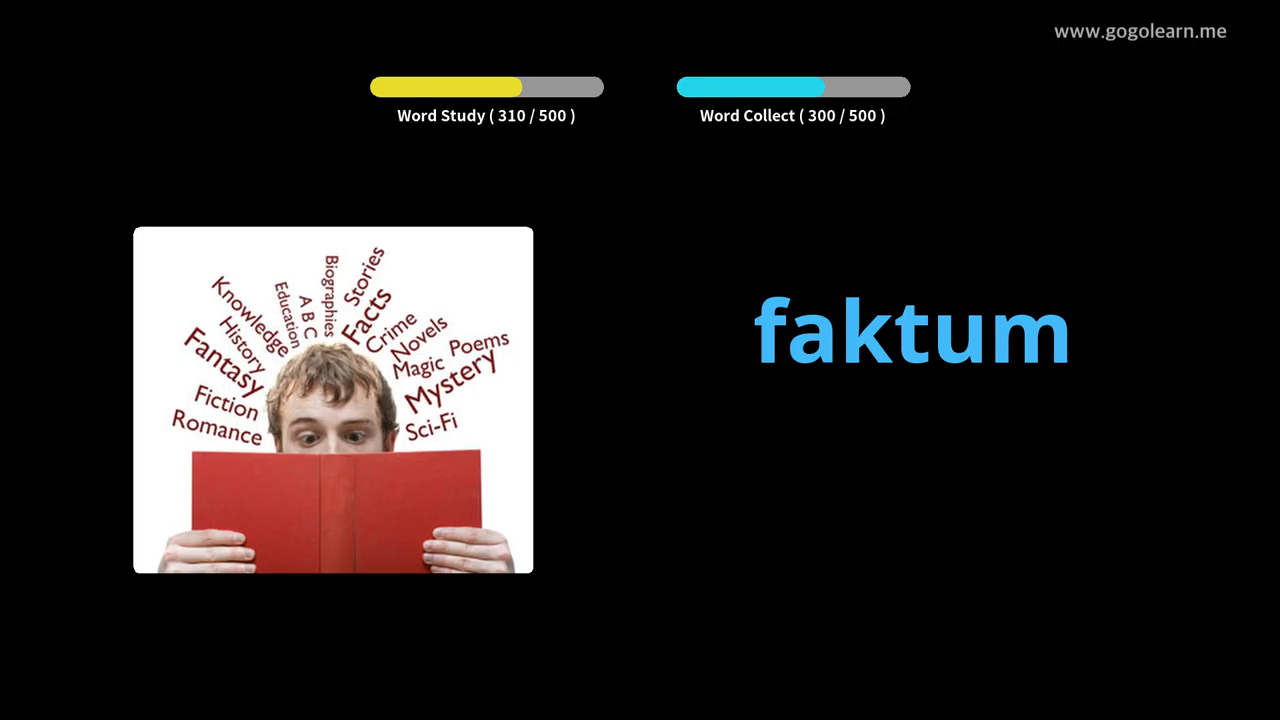 www.gogolearn.me
Word Study ( 310 / 500 )
Word Collect ( 300 / 500 )
faktum
Biographies
Stories
Education
A B C
Facts
Knowledge
Crime
History
Novels
Fantasy
Magic
Poems
Mystery
Fiction
Romance
Sci-Fi